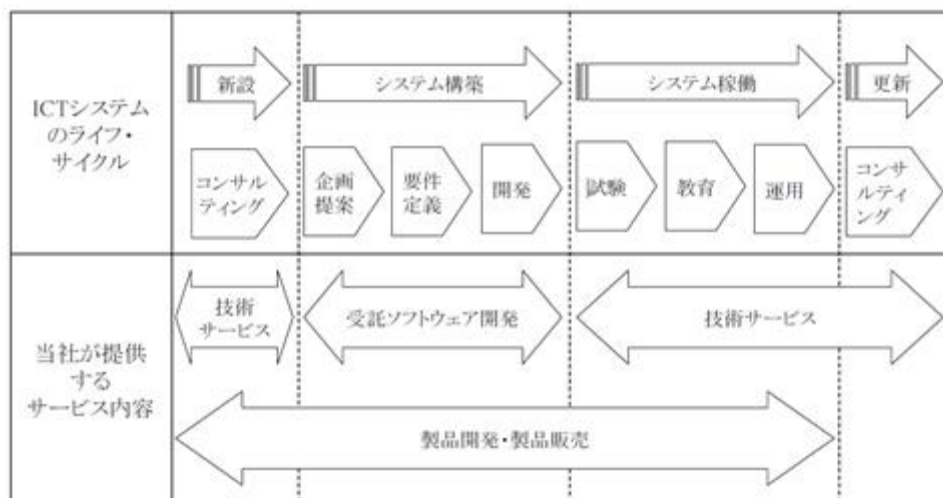 ICTシステム
のライフ・
サイクル
新設
システム構築
システム稼働
更新
コンサル
ティング
企画
提案
要件
定義
開発
試験
教育
運用
コンサ
ルティ
ング
当社が提供
する
サービス内容
技術
サービス
受託ソフトウェア開発
技術サービス
製品開発・製品販売